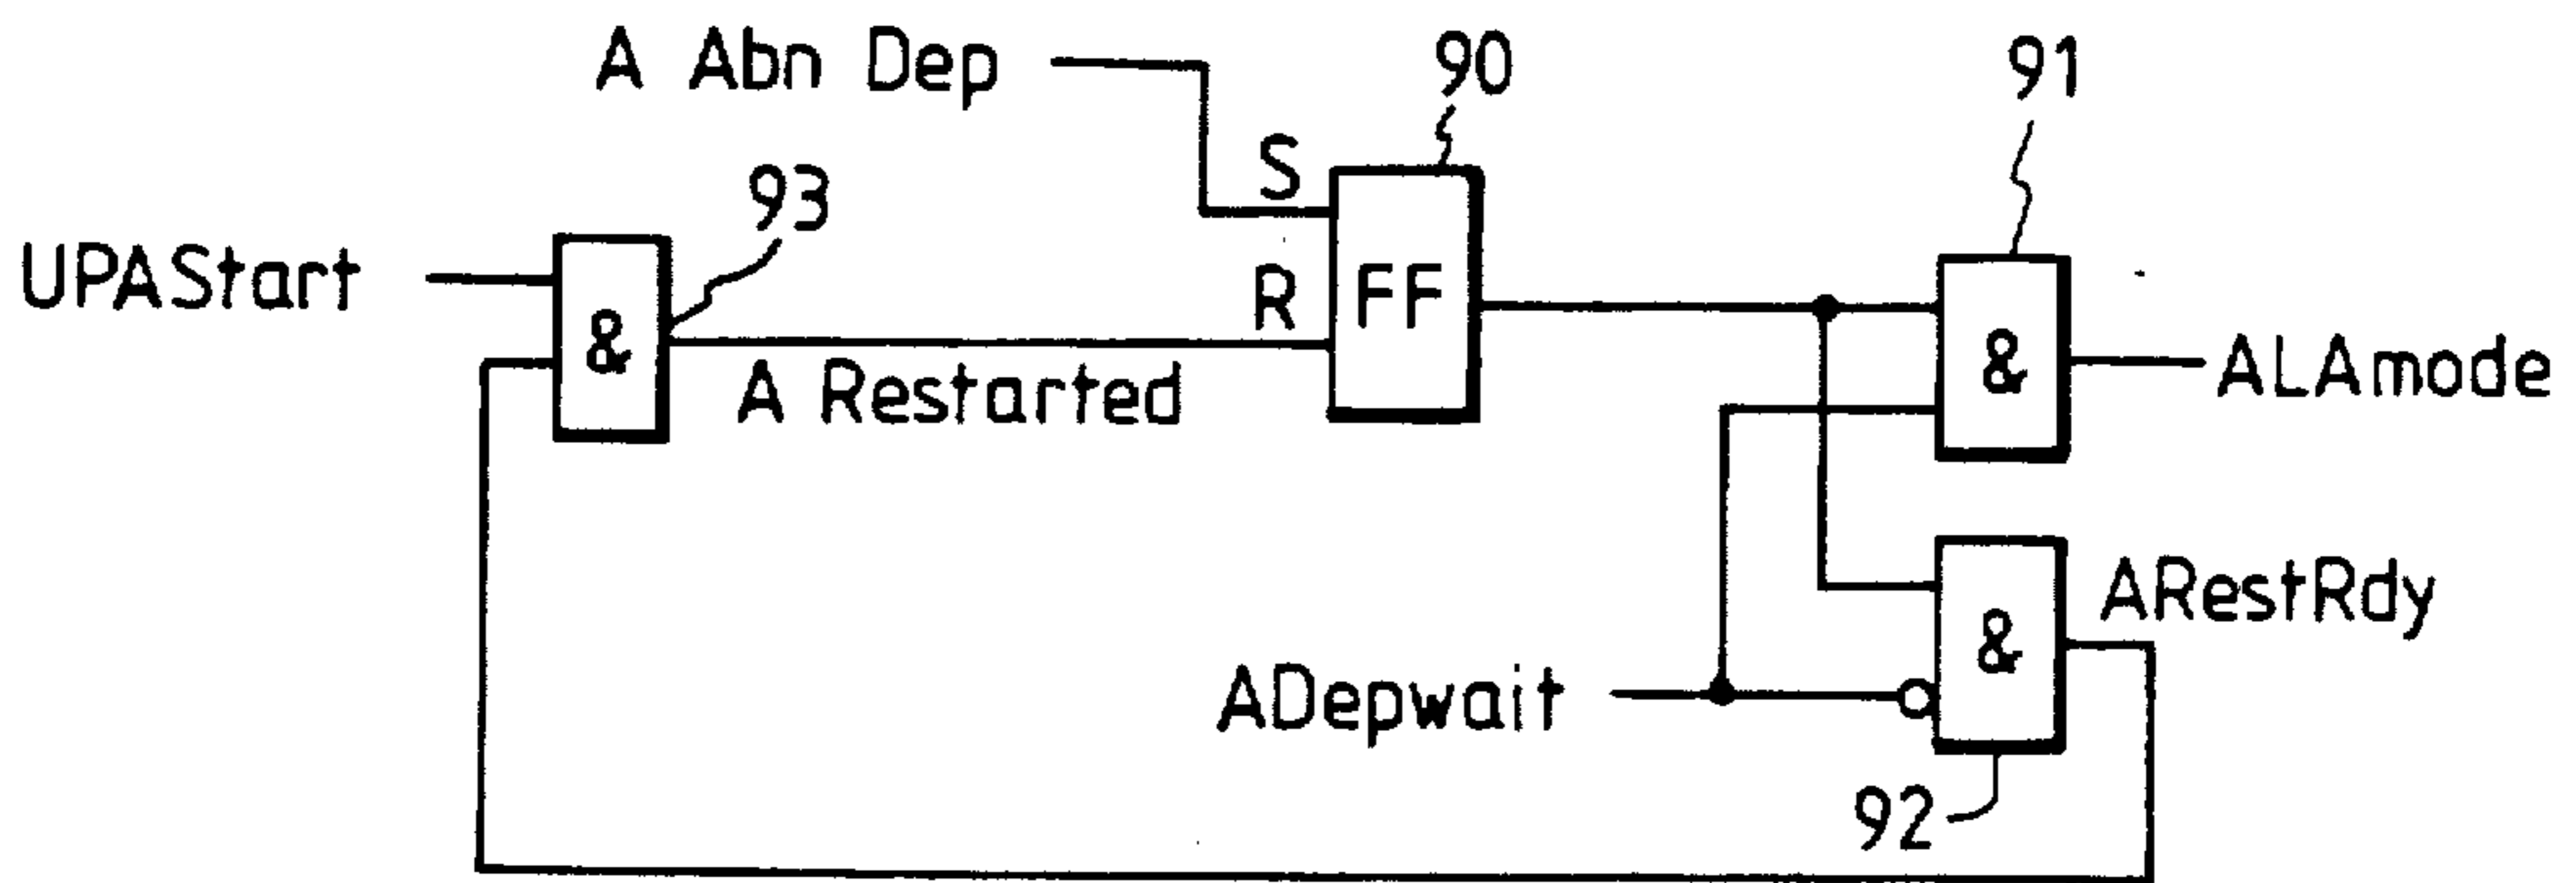 A Abn Dep
90
91
S
93
UPAStart
R
FF
&
&
ALAmode
A Restarted
ARestRdy
&
ADepwait
92